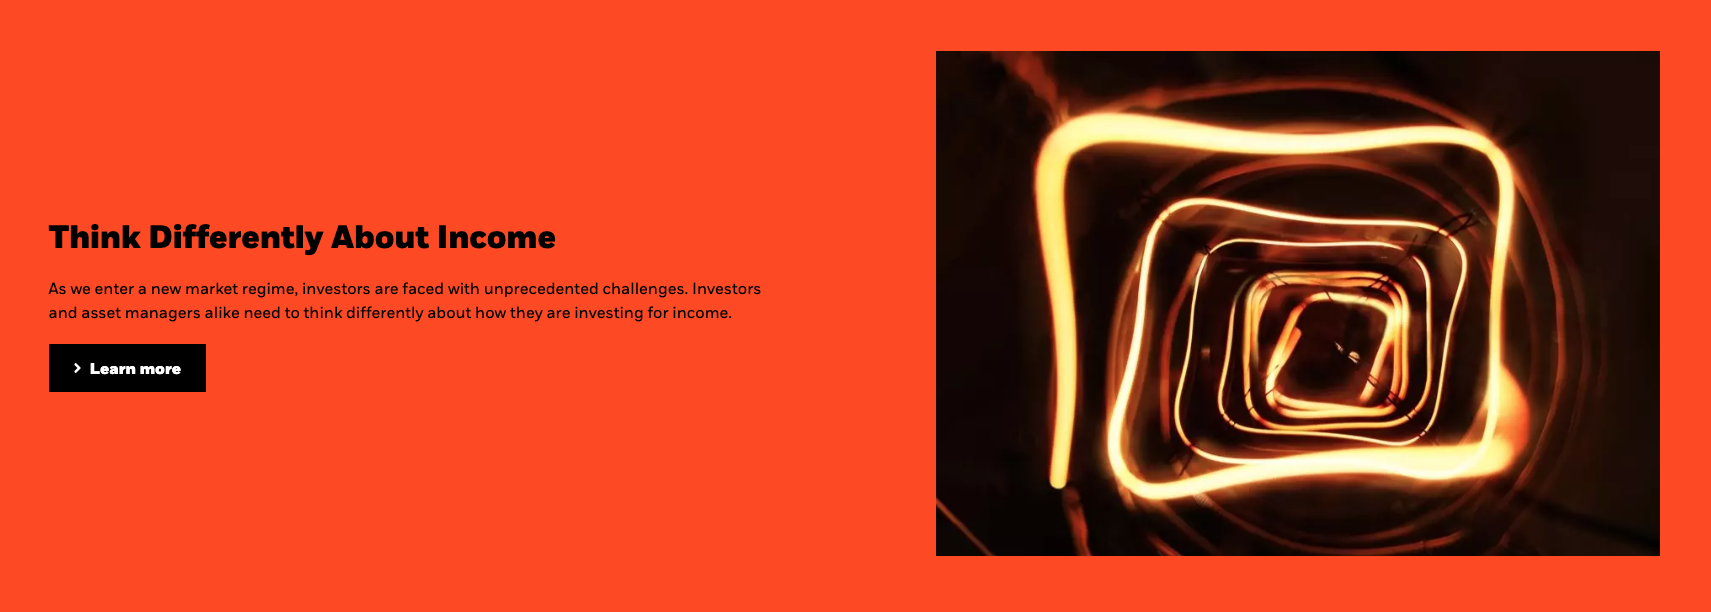 Think Differently About Income
As we enter a new market regime, investors are faced with unprecedented challenges. Investors
and asset managers alike need to think differently about how they are investing for income.
Learn more